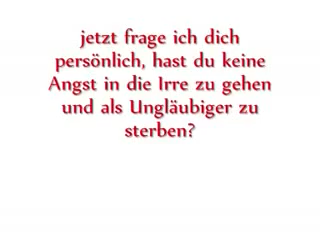 jetzt frage ich dich
persönlich, hast du keine
Angst in die Irre zu gehen
und als Ungläubiger zu
sterben?